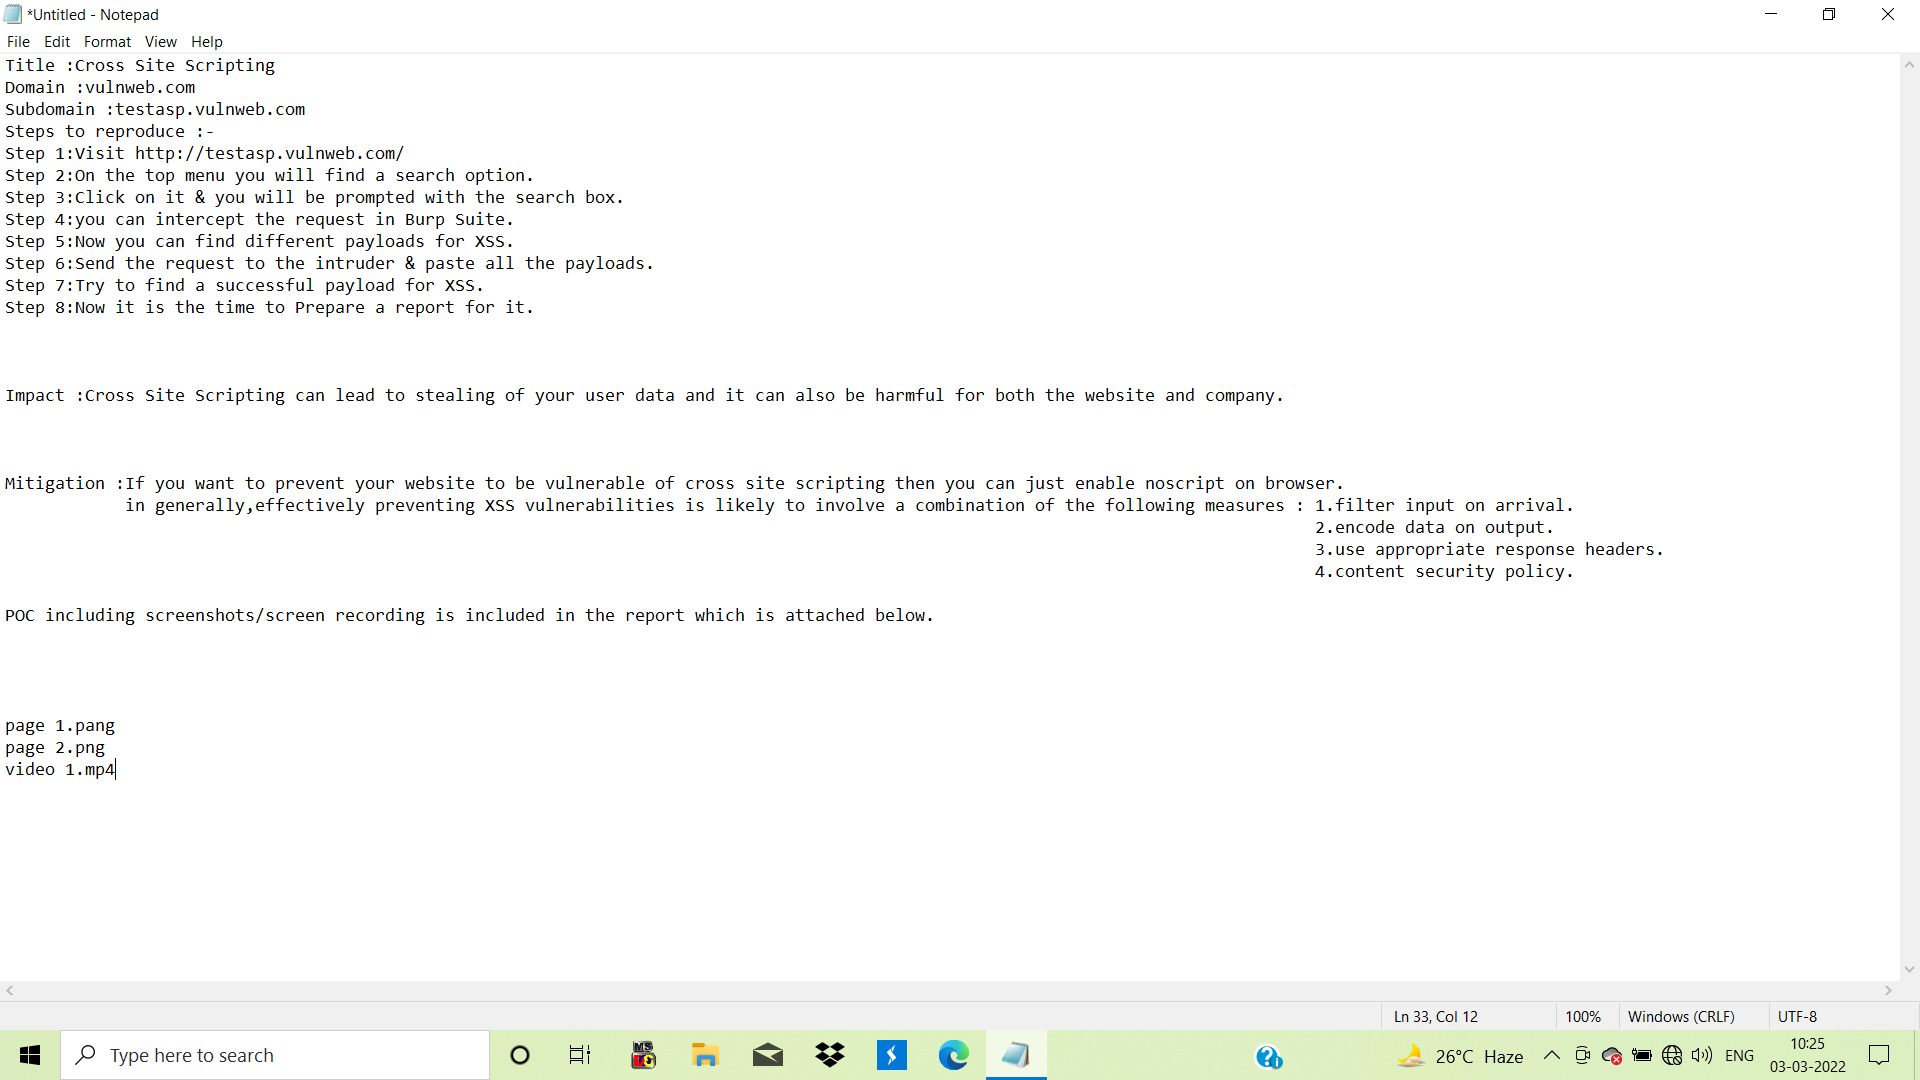 *Untitled - Notepad
File Edit Format View Help
Title :Cross Site Scripting
Domain :vulnweb.com
Subdomain :testasp.vulnweb.com
Steps to reproduce :-
Step 1:Visit http://testasp.vulnweb.com/
Step 2:On the top menu you will find a search option.
Step 3:Click on it & you will be prompted with the search box.
Step 4:you can intercept the request in Burp Suite.
Step 5:Now you can find different payloads for XSS.
Step 6:Send the request to the intruder & paste all the payloads.
Step 7:Try to find a successful payload for XSS.
Step 8:Now it is the time to Prepare a report for it.
Impact :Cross Site Scripting can lead to stealing of your user data and it can also be harmful for both the website and company.
Mitigation :If you want to prevent your website to be vulnerable of cross site scripting then you can just enable noscript on browser.
in generally,effectively preventing XSS vulnerabilities is likely to involve a combination of the following measures : 1.filter input on arrival.
2.encode data on output.
3.use appropriate response headers.
4.content security policy.
POC including screenshots/screen recording is included in the report which is attached below.
page 1.pang
page 2.png
video 1.mp4
Ln 33, Col 12 100% Windows (CRLF) UTF-8
Type here to search
MS
26°C Haze
ENG
10:25
03-03-2022